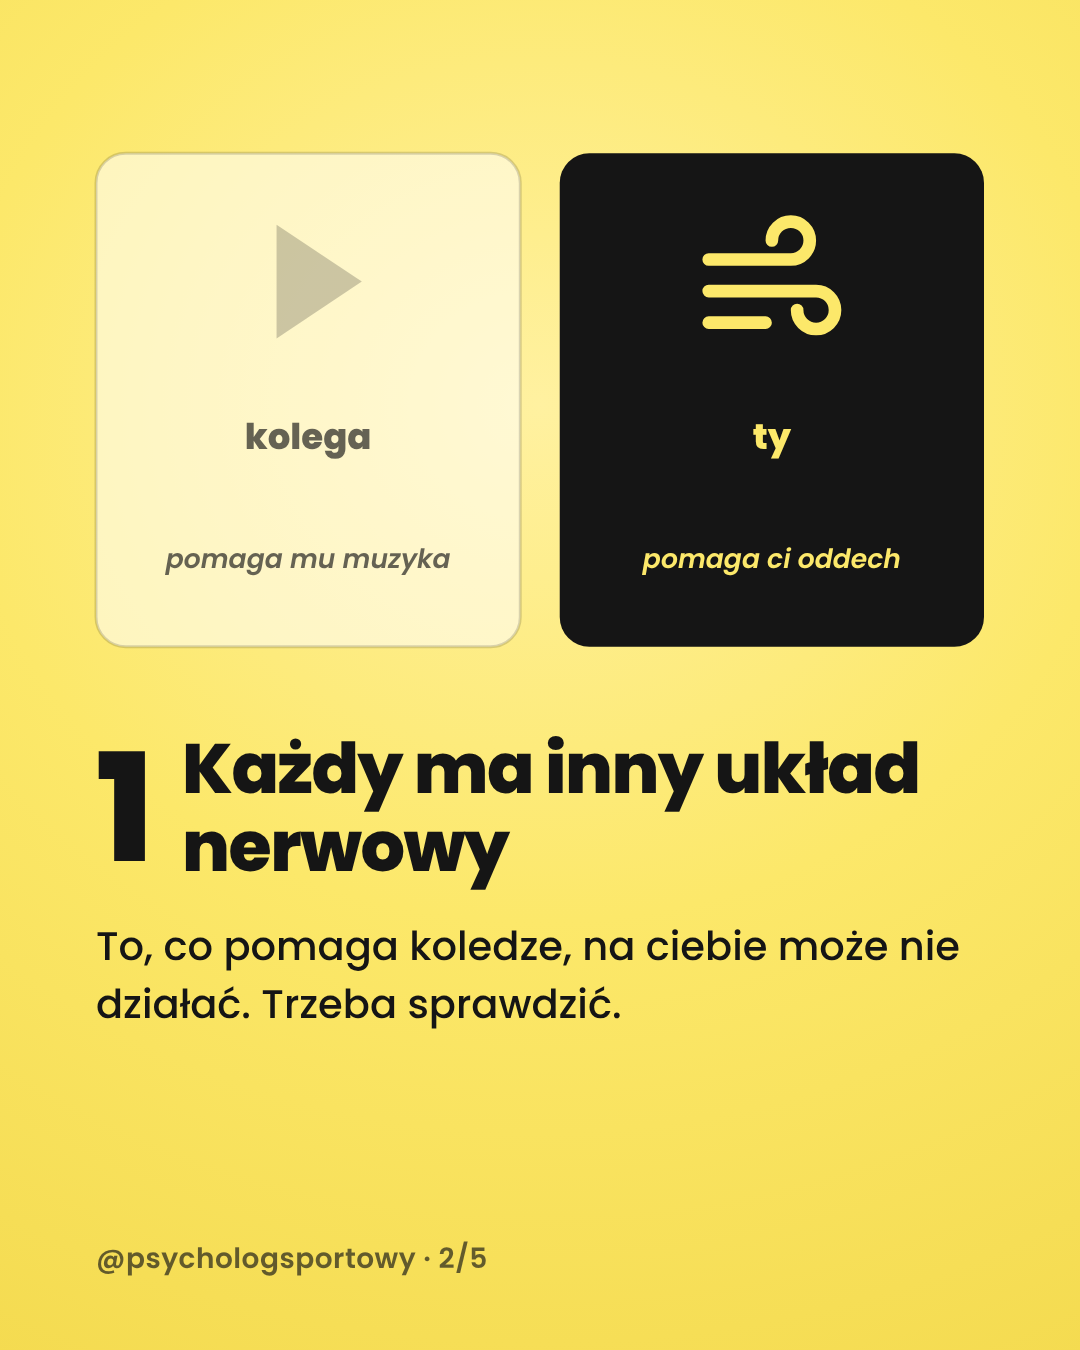 kolega
pomaga mu muzyka
ty
pomaga ci oddech
1
Każdy ma inny układ
nerwowy
To, co pomaga koledze, na ciebie może nie
działać. Trzeba sprawdzić.
@psychologsportowy · 2/5